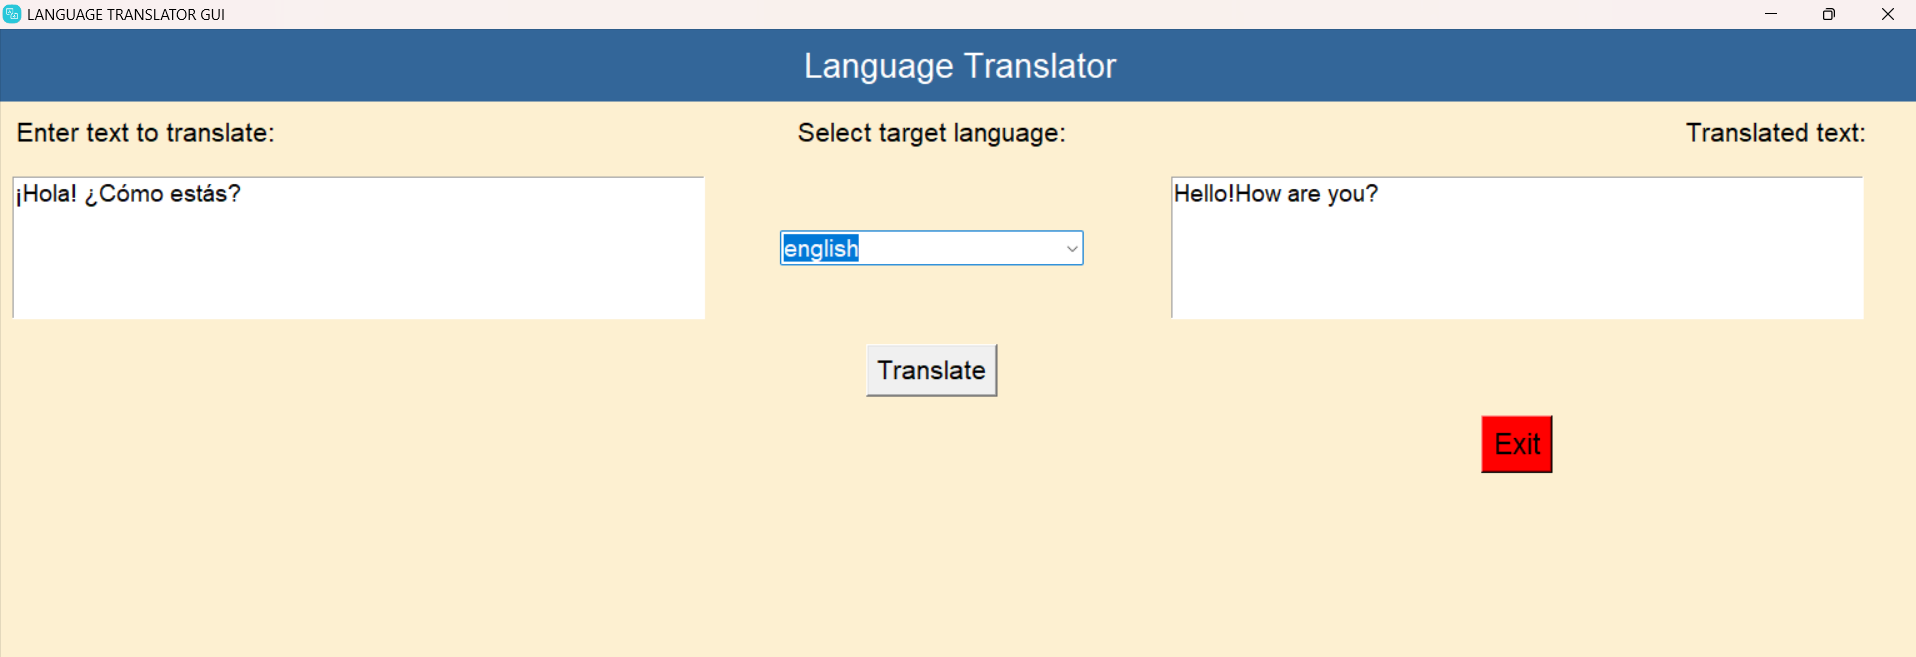 LANGUAGE TRANSLATOR GUI
Language Translator
Enter text to translate:
Select target language:
Translated text:
¡Hola! ¿Cómo estás?
english
Hello!How are you?
Translate
Exit